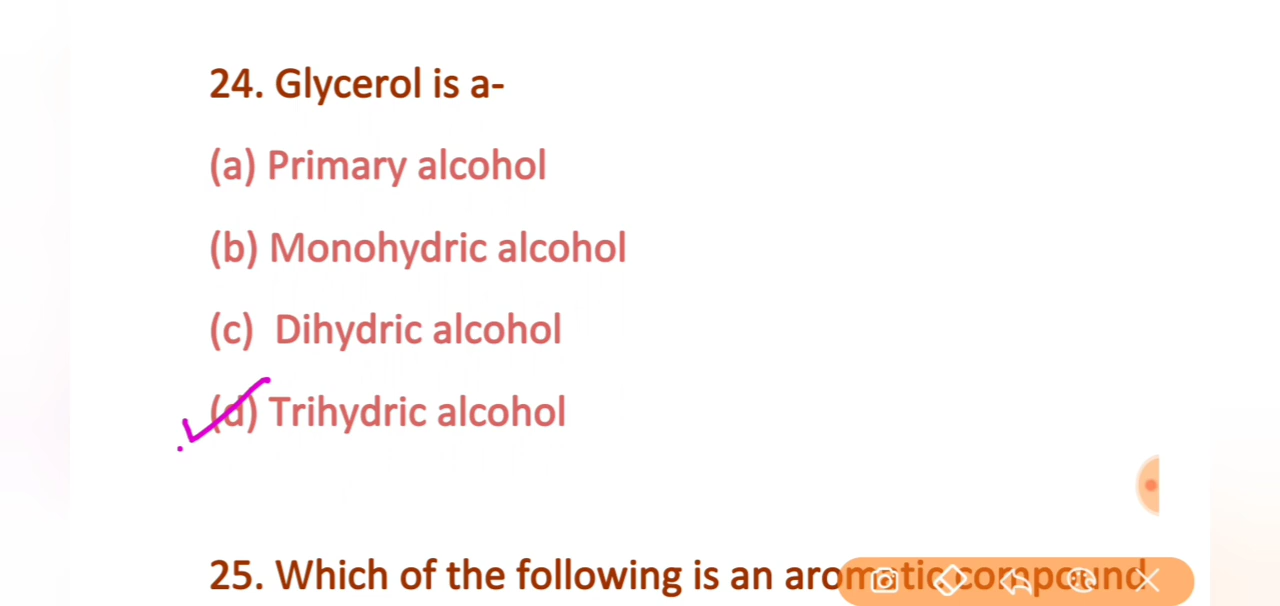 24. Glycerol is a-
(a) Primary alcohol
(b) Monohydric alcohol
(c) Dihydric alcohol
(d) Trihydric alcohol
25. Which of the following is an aromatic compound